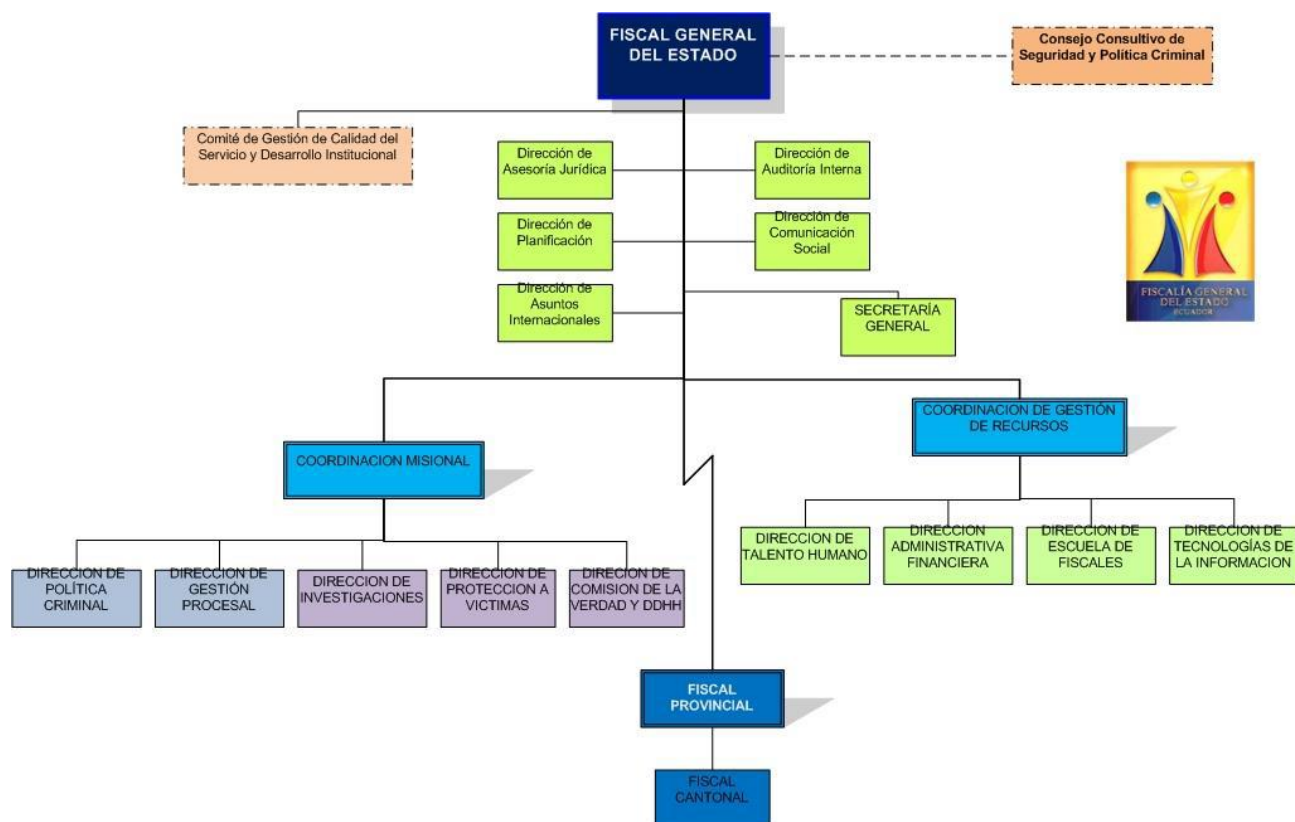 FISCAL GENERAL
DEL ESTADO
Consejo Consultivo de
Seguridad y Política Criminal
Comité de Gestión de Calidad del
Servicio y Desarrollo Institucional
Dirección de
Asesoría Jurídica
Dirección de
Auditoría Interna
Dirección de
Planificación
Dirección de
Comunicación
Social
Dirección de
Asuntos
Internacionales
SECRETARÍA
GENERAL
FISCALÍA GENERAL
DEL ESTADO
ECUADOR
COORDINACION MISIONAL
COORDINACION DE GESTIÓN
DE RECURSOS
DIRECCION DE
POLÍTICA
CRIMINAL
DIRECCION DE
GESTIÓN
PROCESAL
DIRECCION DE
INVESTIGACIONES
DIRECCION DE
PROTECCION A
VICTIMAS
DIRECION DE
COMISION DE LA
VERDAD Y DDHH
DIRECCION DE
TALENTO HUMANO
DIRECCION
ADMINISTRATIVA
FINANCIERA
DIRECCION DE
ESCUELA DE
FISCALES
DIRECCION DE
TECNOLOGÍAS DE
LA INFORMACION
FISCAL
PROVINCIAL
FISCAL
CANTONAL